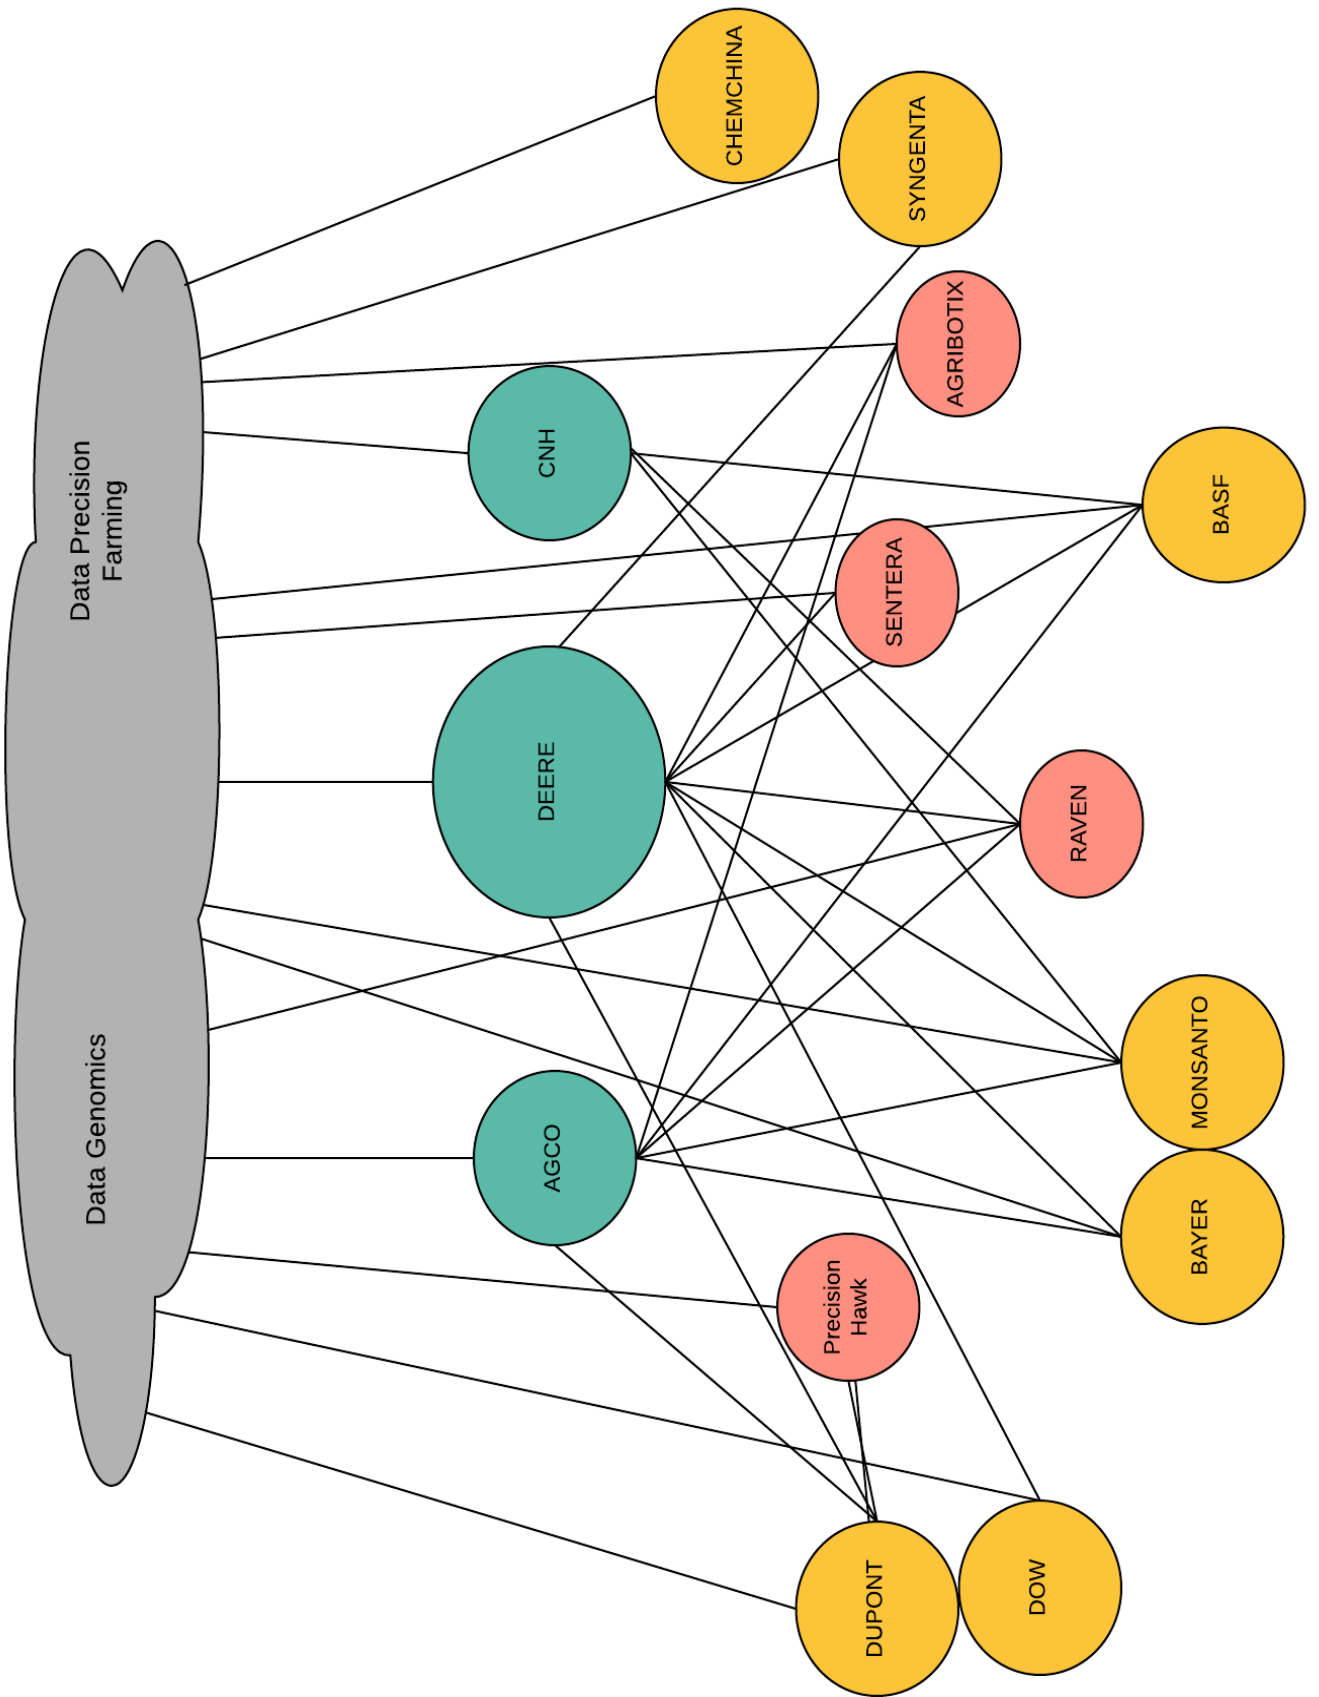 Data Genomics
Data Precision
Farming
AGCO
DEERE
CNH
DUPONT
DOW
Precision
Hawk
BAYER
MONSANTO
RAVEN
SENTERA
BASF
AGRIBOTIX
SYNGENTA
CHEMCHINA